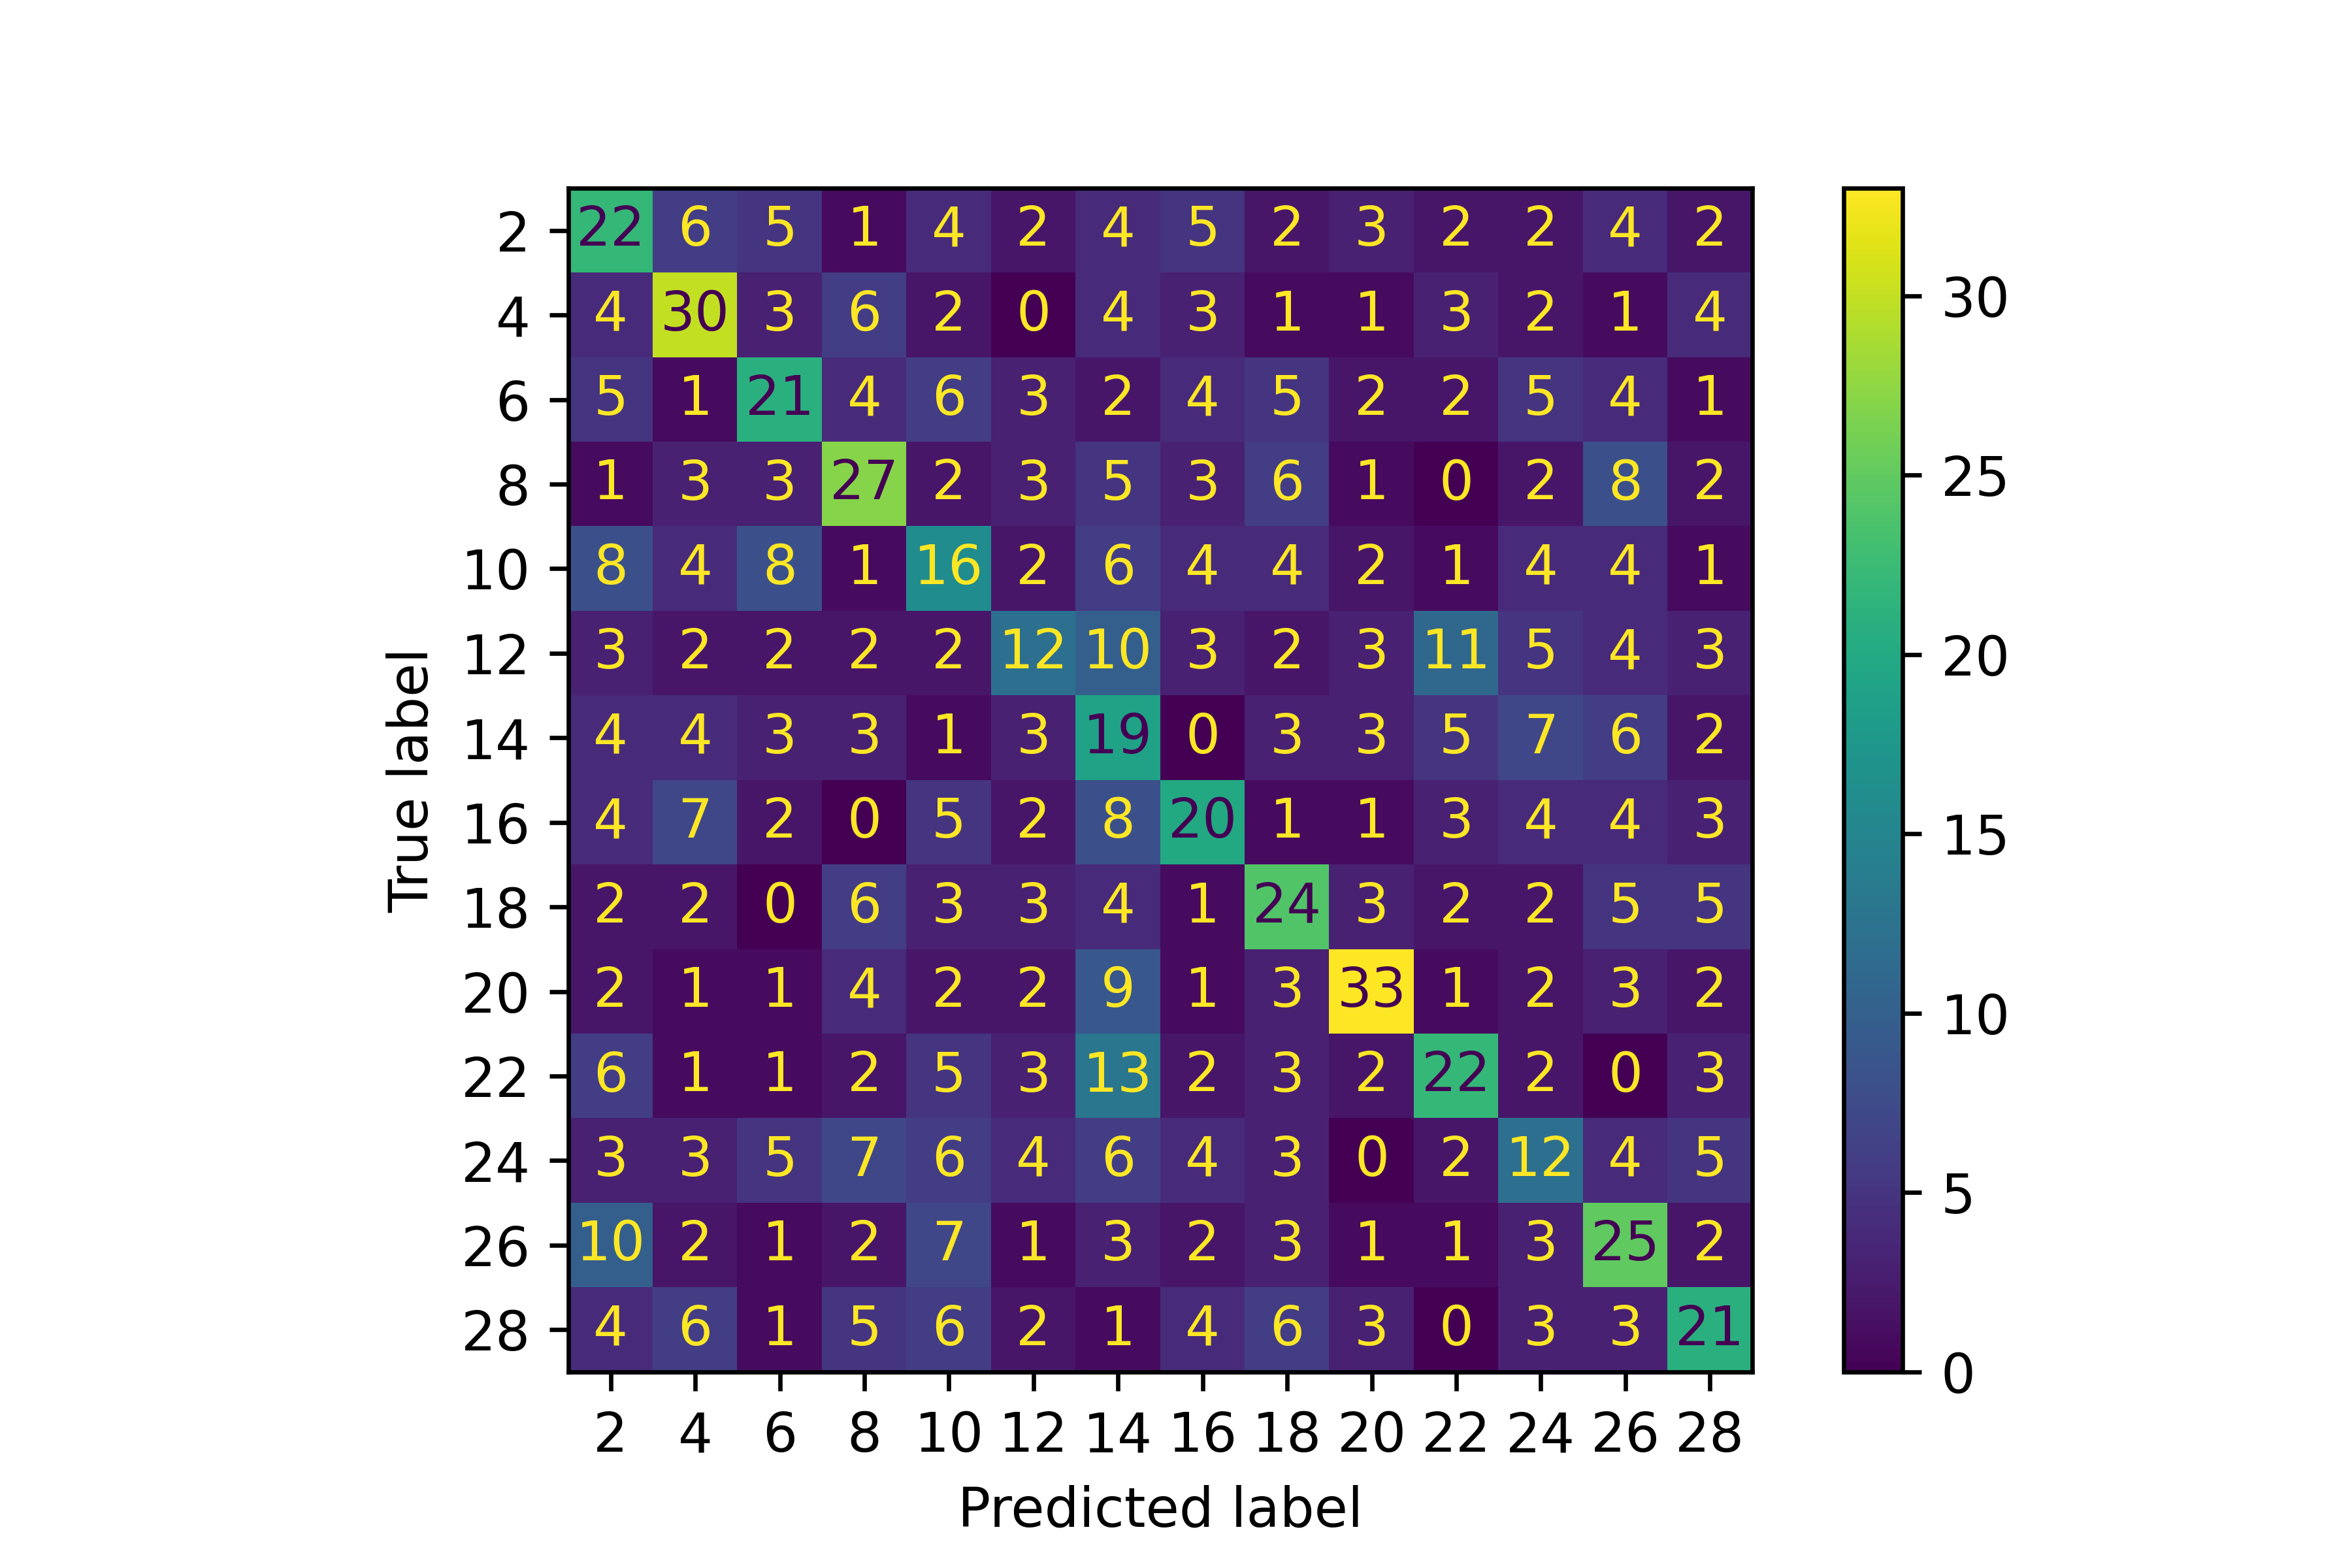 2 22 6 5 1 4 2 4 5 2 3 2 2 4 2
4 4 30 3 6 2 0 4 3 1 1 3 2 1 4
6 5 1 21 4 6 3 2 4 5 2 2 5 4 1
8 1 3 3 27 2 3 5 3 6 1 0 2 8 2
10 8 4 8 1 16 2 6 4 4 2 1 4 4 1
12 3 2 2 2 2 12 10 3 2 3 11 5 4 3
14 4 4 3 3 1 3 19 0 3 3 5 7 6 2
16 4 7 2 0 5 2 8 20 1 1 3 4 4 3
18 2 2 0 6 3 3 4 1 24 3 2 2 5 5
20 2 1 1 4 2 2 9 1 3 33 1 2 3 2
22 6 1 1 2 5 3 13 2 3 2 22 2 0 3
24 3 3 5 7 6 4 6 4 3 0 2 12 4 5
26 10 2 1 2 7 1 3 2 3 1 1 3 25 2
28 4 6 1 5 6 2 1 4 6 3 0 3 3 21
2 4 6 8 10 12 14 16 18 20 22 24 26 28
Predicted label
True label
30
25
20
15
10
5
0